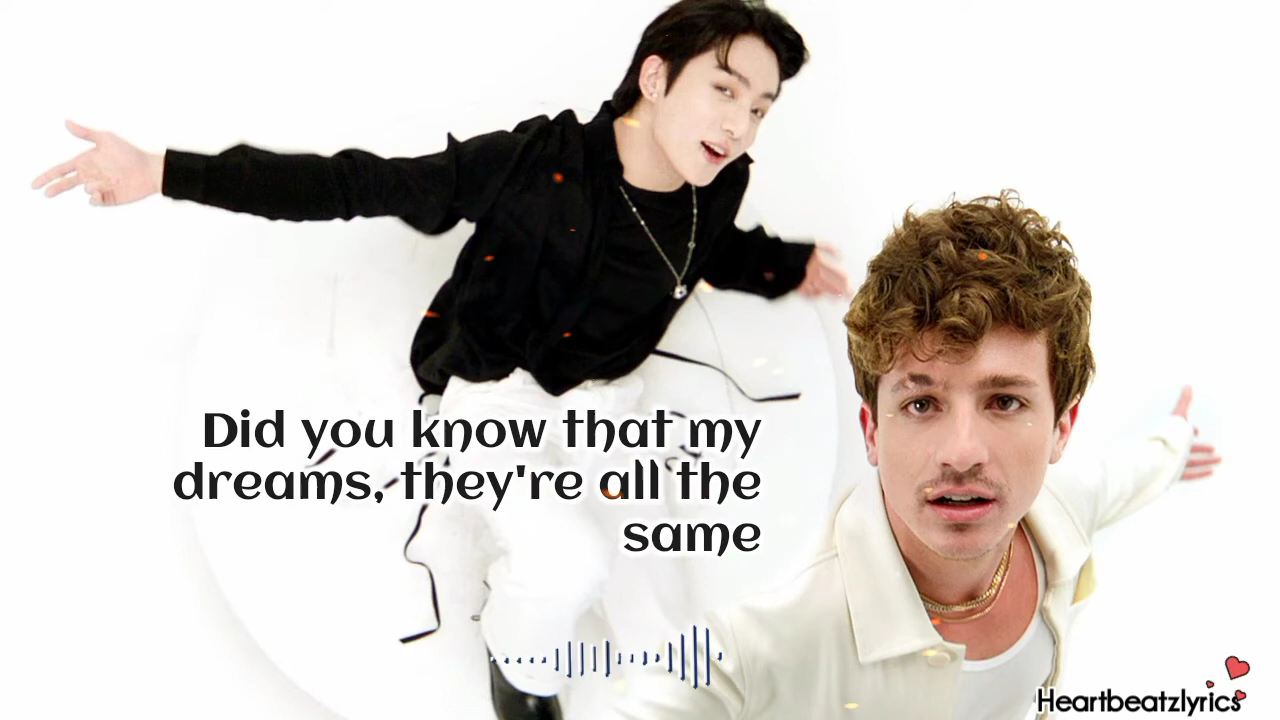 Did you know that my
dreams, they're all the
same
Heartbeatzlyrics